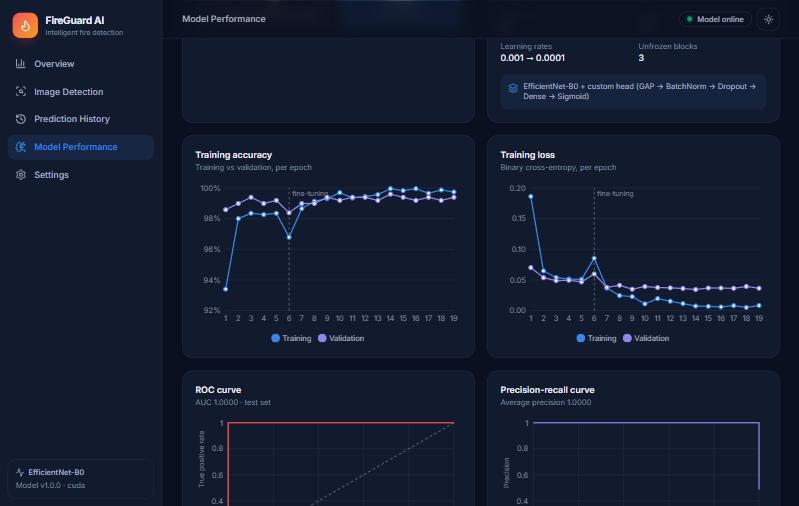 FireGuard AI
Intelligent fire detection
Overview
Image Detection
Prediction History
Model Performance
Settings
EfficientNet-B0
Model v1.0.0 · cuda
Model Performance
Model online
Learning rates
0.001 → 0.0001
Unfrozen blocks
3
EfficientNet-B0 + custom head (GAP → BatchNorm → Dropout →
Dense → Sigmoid)
Training accuracy
Training vs validation, per epoch
100%
98%
96%
94%
92%
fine-tuning
1 2 3 4 5 6 7 8 9 10 11 12 13 14 15 16 17 18 19
Training Validation
Training loss
Binary cross-entropy, per epoch
0.20
0.15
0.10
0.05
0.00
fine-tuning
1 2 3 4 5 6 7 8 9 10 11 12 13 14 15 16 17 18 19
Training Validation
ROC curve
AUC 1.0000 · test set
True positive rate
1
0.8
0.6
0.4
Precision-recall curve
Average precision 1.0000
Precision
1
0.8
0.6
0.4